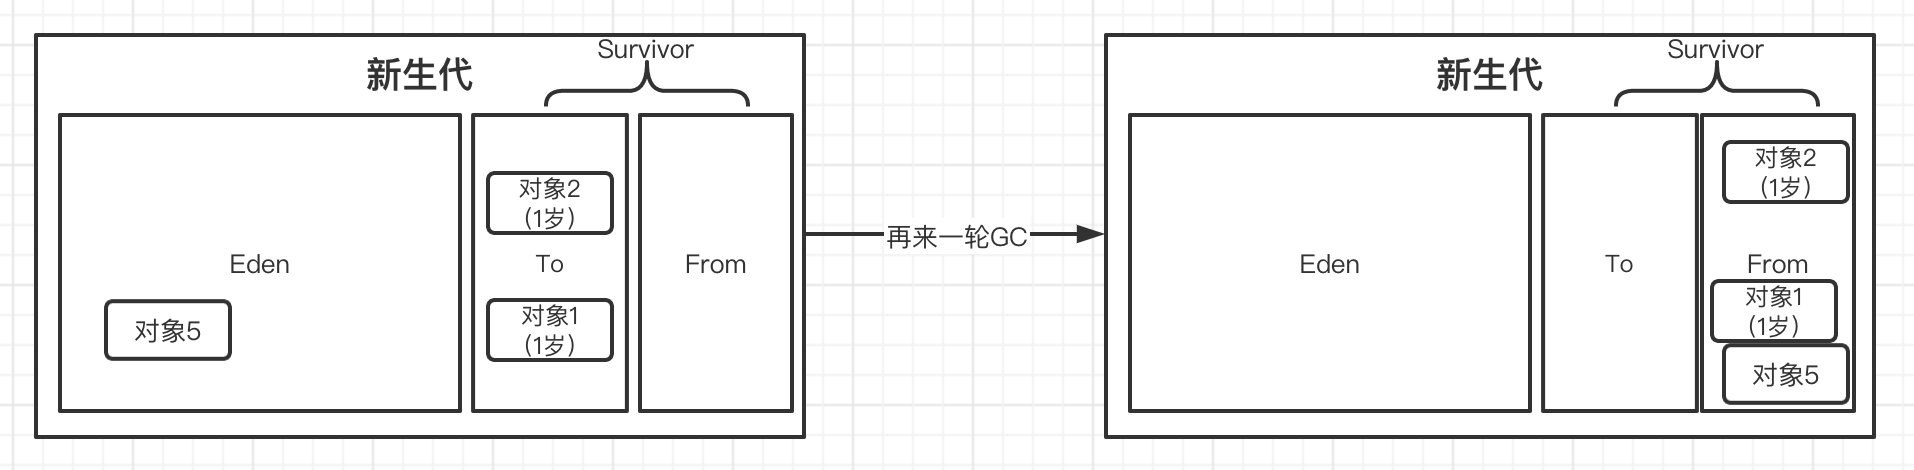 Survivor
新生代
对象2
(1岁)
Eden
To
From
对象1
(1岁)
对象5
再来一轮GC
Survivor
新生代
对象2
(1岁)
Eden
To
From
对象1
(1岁)
对象5